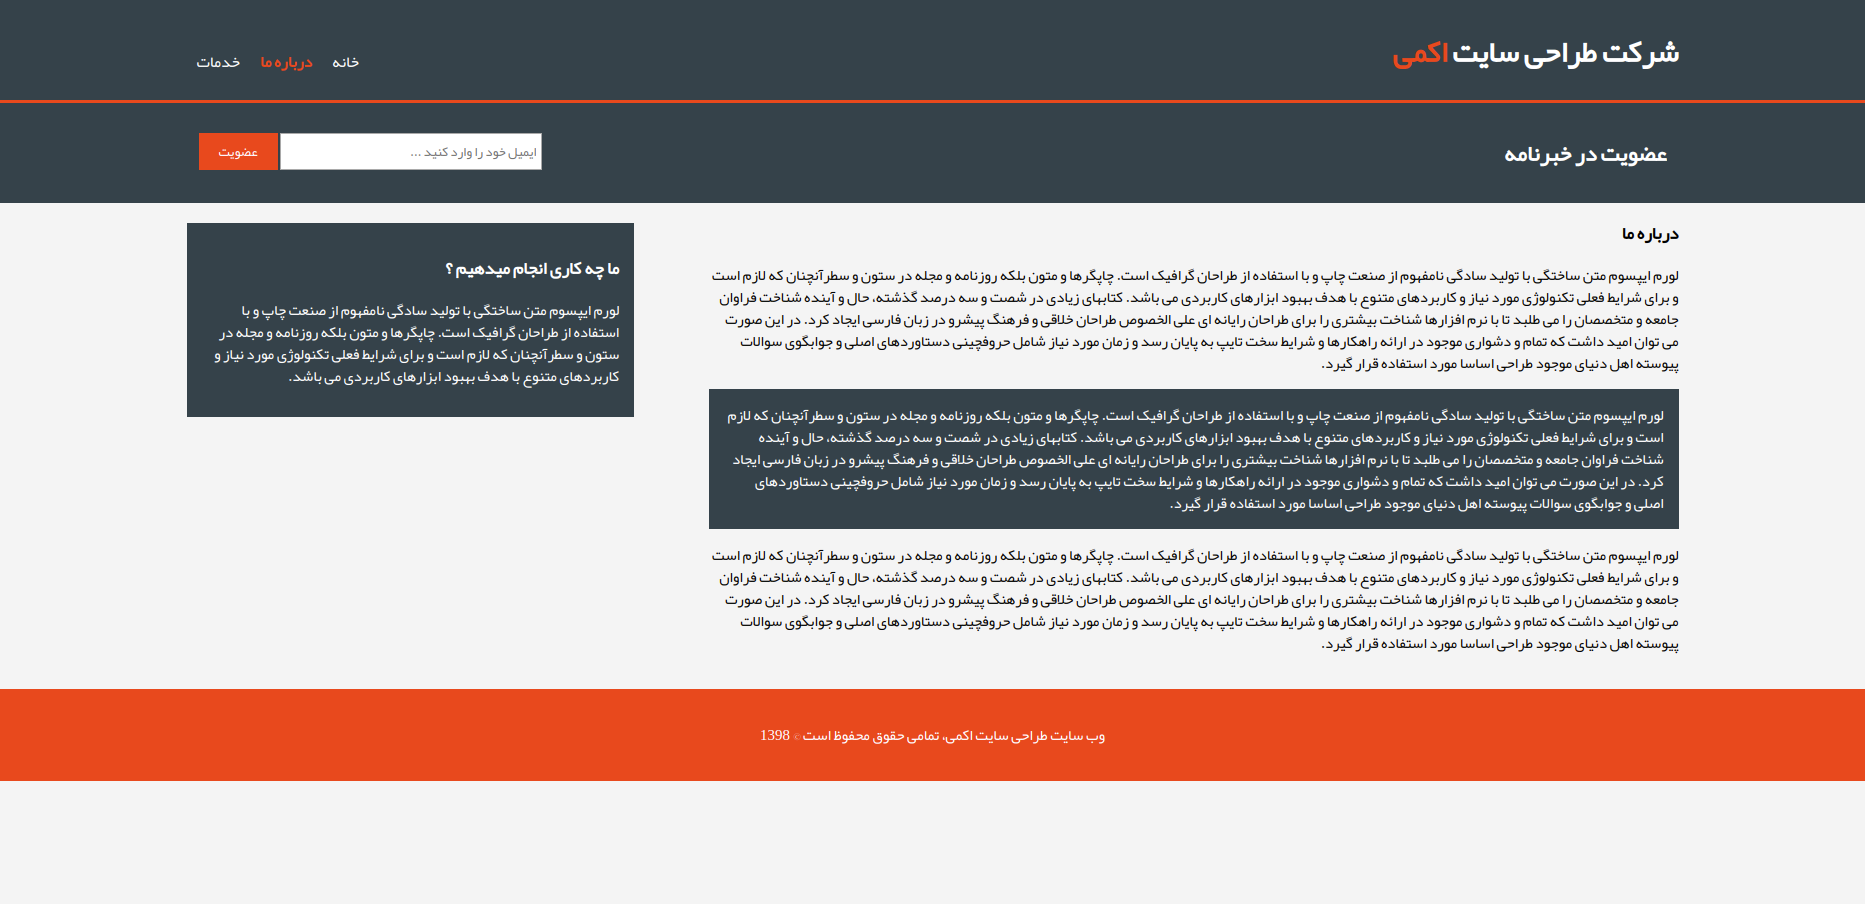 شرکت طراحی سایت اکمی
خانه
درباره ما
خدمات
عضویت در خبرنامه
ایمیل خود را وارد کنید ...
عضویت
درباره ما
لورم ایپسوم متن ساختگی با تولید سادگی نامفهوم از صنعت چاپ و با استفاده از طراحان گرافیک است. چاپگرها و متون بلکه روزنامه و مجله در ستون و سطرآنچنان که لازم است
و برای شرایط فعلی تکنولوژی مورد نیاز و کاربردهای متنوع با هدف بهبود ابزارهای کاربردی می باشد. کتابهای زیادی در شصت و سه درصد گذشته، حال و آینده شناخت فراوان
جامعه و متخصصان را می طلبد تا با نرم افزارها شناخت بیشتری را برای طراحان رایانه ای علی الخصوص طراحان خلاقی و فرهنگ پیشرو در زبان فارسی ایجاد کرد. در این صورت
می توان امید داشت که تمام و دشواری موجود در ارائه راهکارها و شرایط سخت تایپ به پایان رسد و زمان مورد نیاز شامل حروفچینی دستاوردهای اصلی و جوابگوی سوالات
پیوسته اهل دنیای موجود طراحی اساسا مورد استفاده قرار گیرد.
لورم ایپسوم متن ساختگی با تولید سادگی نامفهوم از صنعت چاپ و با استفاده از طراحان گرافیک است. چاپگرها و متون بلکه روزنامه و مجله در ستون و سطرآنچنان که لازم
است و برای شرایط فعلی تکنولوژی مورد نیاز و کاربردهای متنوع با هدف بهبود ابزارهای کاربردی می باشد. کتابهای زیادی در شصت و سه درصد گذشته، حال و آینده
شناخت فراوان جامعه و متخصصان را می طلبد تا با نرم افزارها شناخت بیشتری را برای طراحان رایانه ای علی الخصوص طراحان خلاقی و فرهنگ پیشرو در زبان فارسی ایجاد
کرد. در این صورت می توان امید داشت که تمام و دشواری موجود در ارائه راهکارها و شرایط سخت تایپ به پایان رسد و زمان مورد نیاز شامل حروفچینی دستاوردهای
اصلی و جوابگوی سوالات پیوسته اهل دنیای موجود طراحی اساسا مورد استفاده قرار گیرد.
لورم ایپسوم متن ساختگی با تولید سادگی نامفهوم از صنعت چاپ و با استفاده از طراحان گرافیک است. چاپگرها و متون بلکه روزنامه و مجله در ستون و سطرآنچنان که لازم است
و برای شرایط فعلی تکنولوژی مورد نیاز و کاربردهای متنوع با هدف بهبود ابزارهای کاربردی می باشد. کتابهای زیادی در شصت و سه درصد گذشته، حال و آینده شناخت فراوان
جامعه و متخصصان را می طلبد تا با نرم افزارها شناخت بیشتری را برای طراحان رایانه ای علی الخصوص طراحان خلاقی و فرهنگ پیشرو در زبان فارسی ایجاد کرد. در این صورت
می توان امید داشت که تمام و دشواری موجود در ارائه راهکارها و شرایط سخت تایپ به پایان رسد و زمان مورد نیاز شامل حروفچینی دستاوردهای اصلی و جوابگوی سوالات
پیوسته اهل دنیای موجود طراحی اساسا مورد استفاده قرار گیرد.
ما چه کاری انجام میدهیم ؟
لورم ایپسوم متن ساختگی با تولید سادگی نامفهوم از صنعت چاپ و با
استفاده از طراحان گرافیک است. چاپگرها و متون بلکه روزنامه و مجله در
ستون و سطرآنچنان که لازم است و برای شرایط فعلی تکنولوژی مورد نیاز و
کاربردهای متنوع با هدف بهبود ابزارهای کاربردی می باشد.
وب سایت طراحی سایت اکمی، تمامی حقوق محفوظ است © 1398